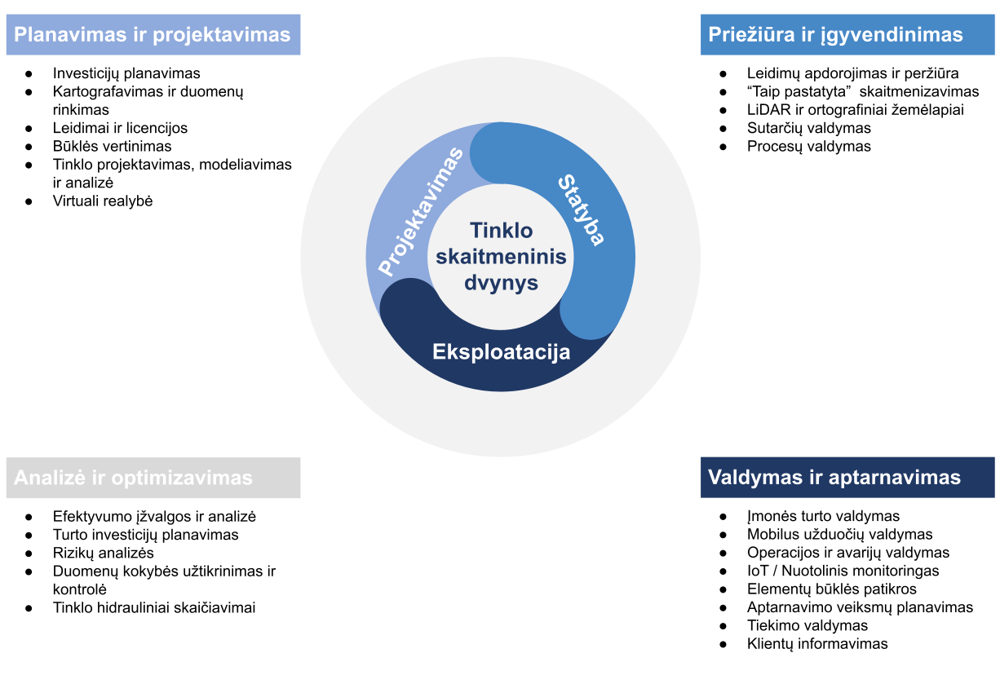 Planavimas ir projektavimas
● Investicijų planavimas
● Kartografavimas ir duomenų
rinkimas
● Leidimai ir licencijos
● Būklės vertinimas
● Tinklo projektavimas, modeliavimas
ir analizė
● Virtuali realybė
Priežiūra ir įgyvendinimas
● Leidimų apdorojimas ir peržiūra
● “Taip pastatyta” skaitmenizavimas
● LiDAR ir ortografiniai žemėlapiai
● Sutarčių valdymas
● Procesų valdymas
Projektavimas
Statyba
Tinklo
skaitmeninis
dvynys
Eksploatacija
Analizė ir optimizavimas
● Efektyvumo įžvalgos ir analizė
● Turto investicijų planavimas
● Rizikų analizės
● Duomenų kokybės užtikrinimas ir
kontrolė
● Tinklo hidrauliniai skaičiavimai
Valdymas ir aptarnavimas
● Įmonės turto valdymas
● Mobilus užduočių valdymas
● Operacijos ir avarijų valdymas
● IoT / Nuotolinis monitoringas
● Elementų būklės patikros
● Aptarnavimo veiksmų planavimas
● Tiekimo valdymas
● Klientų informavimas